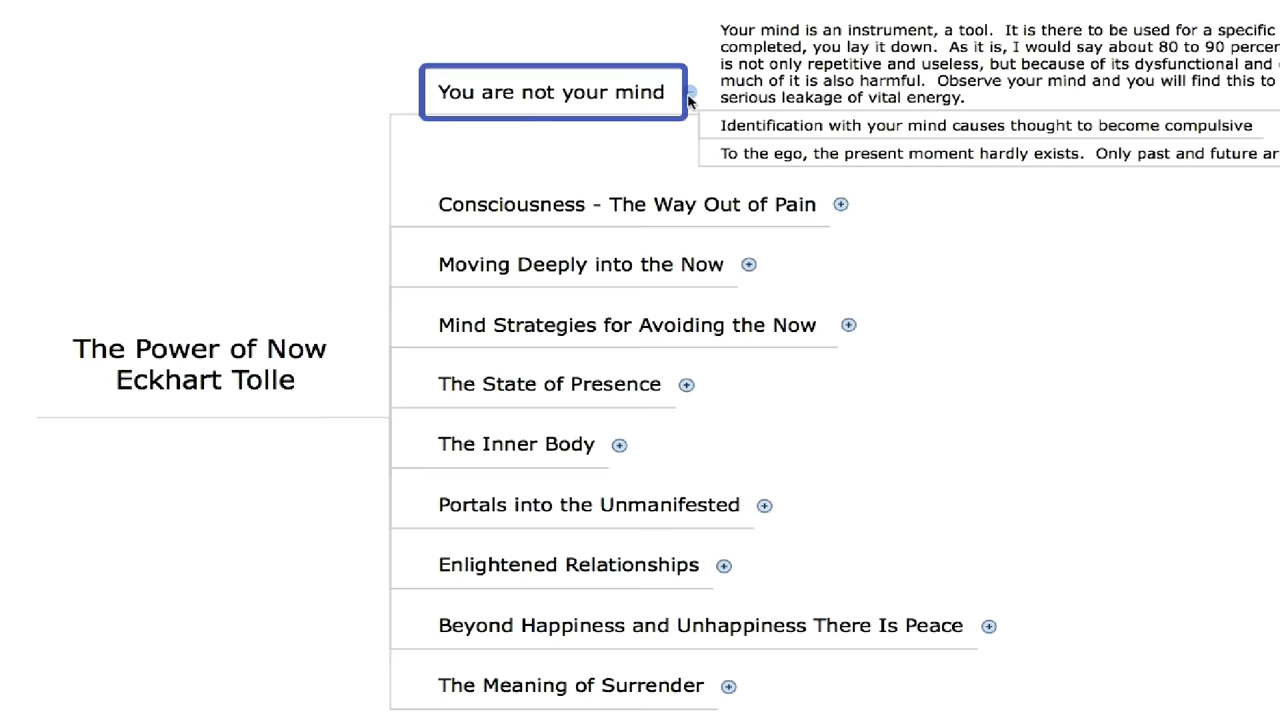 Your mind is an instrument, a tool. It is there to be used for a specific
completed, you lay it down. As it is, I would say about 80 to 90 percen
is not only repetitive and useless, but because of its dysfunctional and
much of it is also harmful. Observe your mind and you will find this to
serious leakage of vital energy.
You are not your mind
Identification with your mind causes thought to become compulsive
To the ego, the present moment hardly exists. Only past and future ar
Consciousness - The Way Out of Pain
Moving Deeply into the Now
Mind Strategies for Avoiding the Now
The Power of Now
Eckhart Tolle
The State of Presence
The Inner Body
Portals into the Unmanifested
Enlightened Relationships
Beyond Happiness and Unhappiness There Is Peace
The Meaning of Surrender